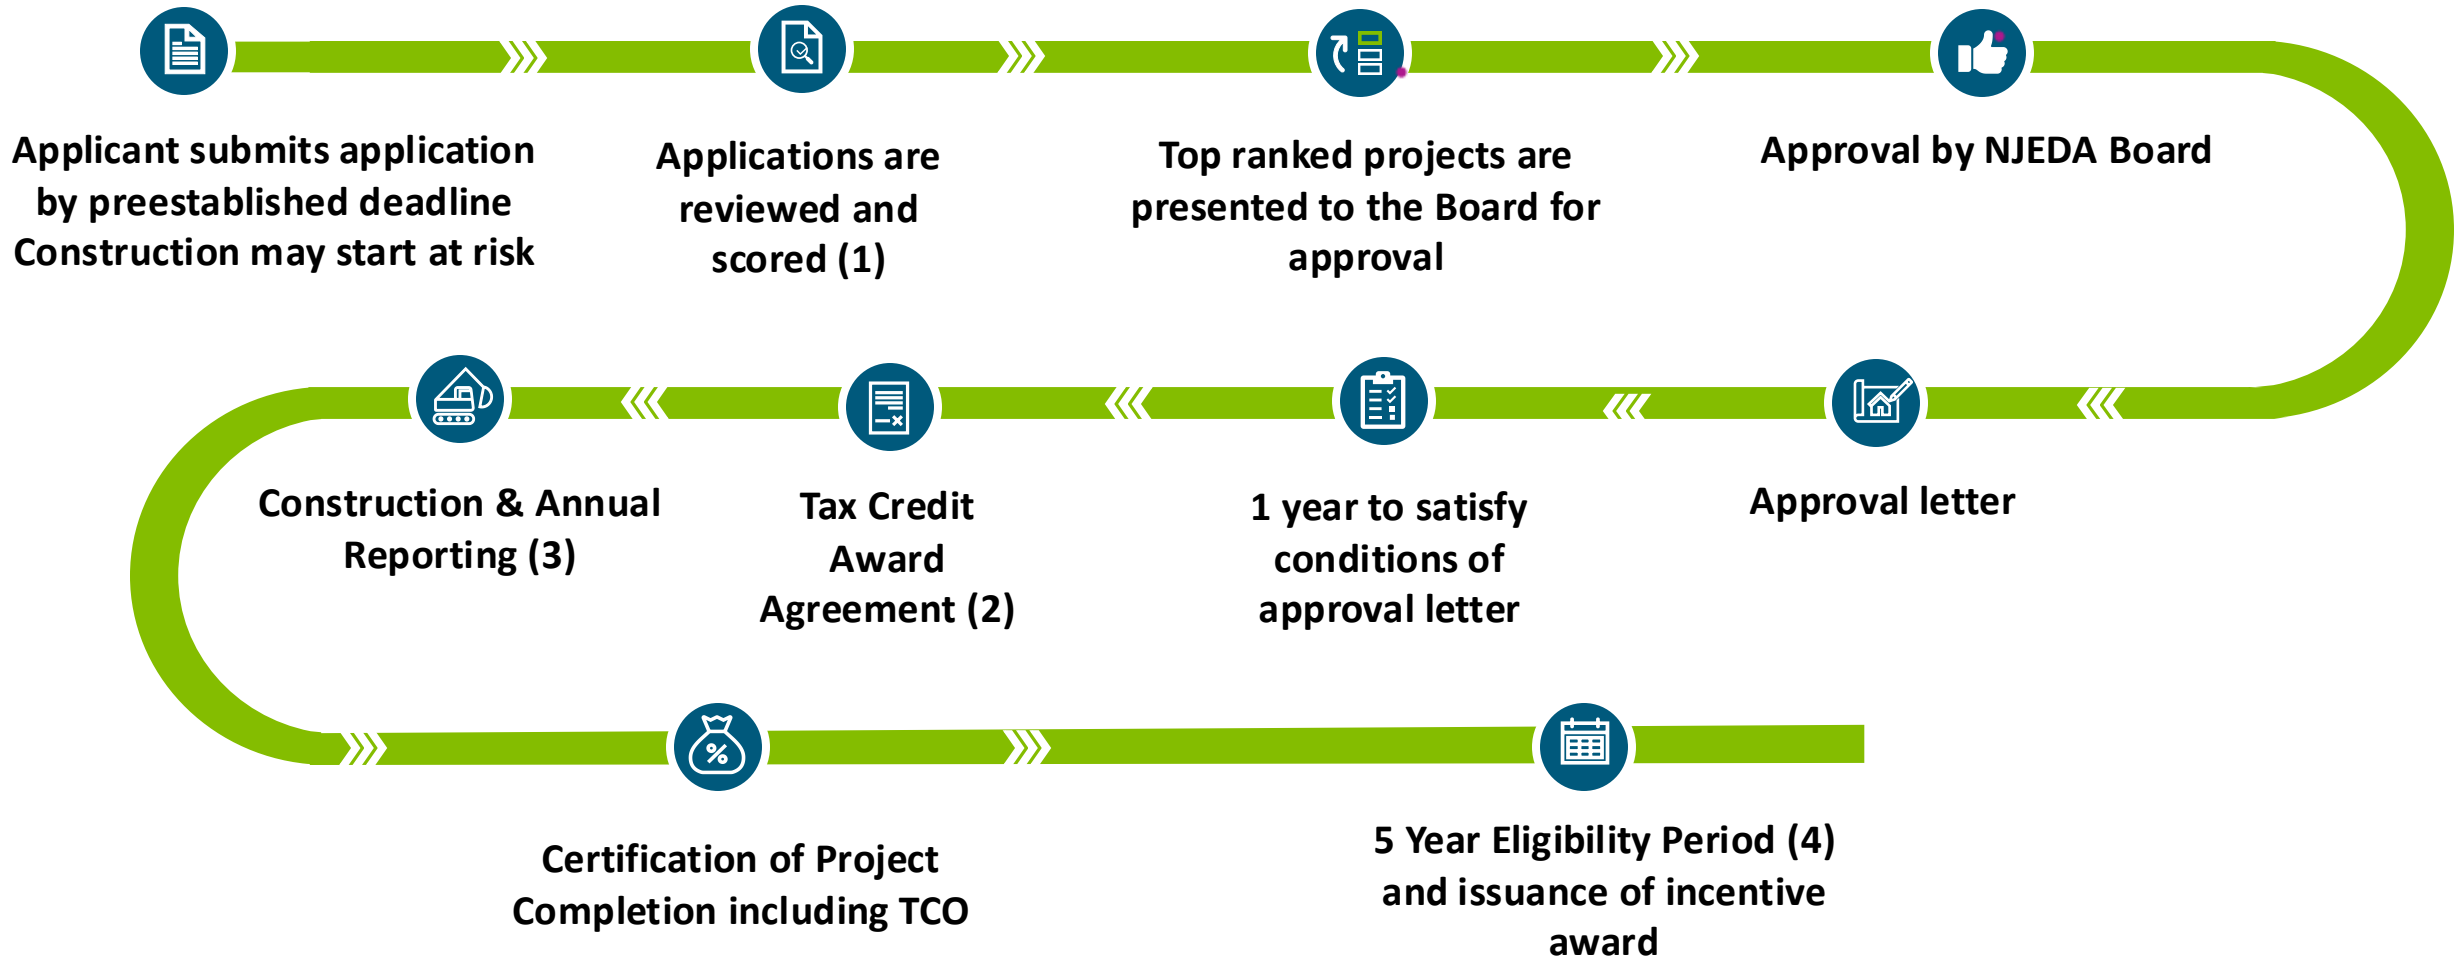 Applicant submits application
by preestablished deadline
Construction may start at risk
Applications are
reviewed and
scored (1)
Top ranked projects are
presented to the Board for
approval
Approval by NJEDA Board
Approval letter
1 year to satisfy
conditions of
approval letter
Tax Credit
Award
Agreement (2)
Construction & Annual
Reporting (3)
Certification of Project
Completion including TCO
5 Year Eligibility Period (4)
and issuance of incentive
award